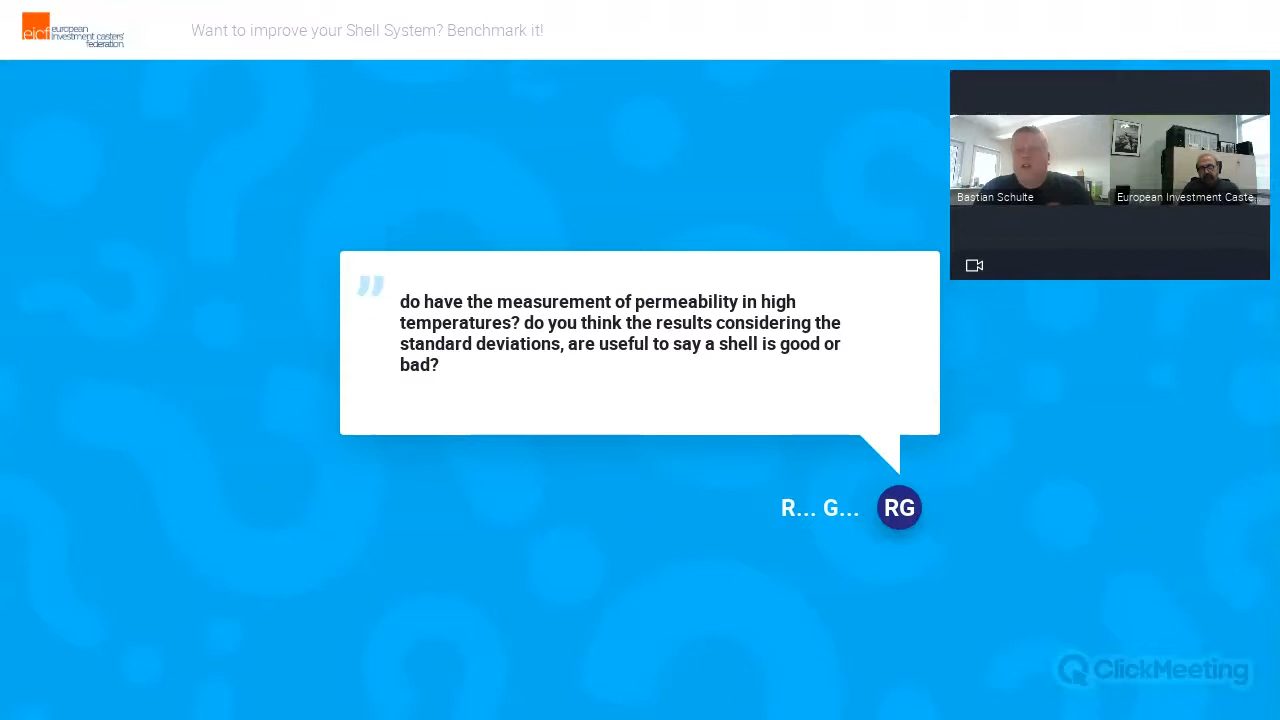 eicf
european
investment casters'
federation.
Want to improve your Shell System? Benchmark it!
Bastian Schulte
European Investment Caste...
do have the measurement of permeability in high
temperatures? do you think the results considering the
standard deviations, are useful to say a shell is good or
bad?
R... G...
RG
ClickMeeting